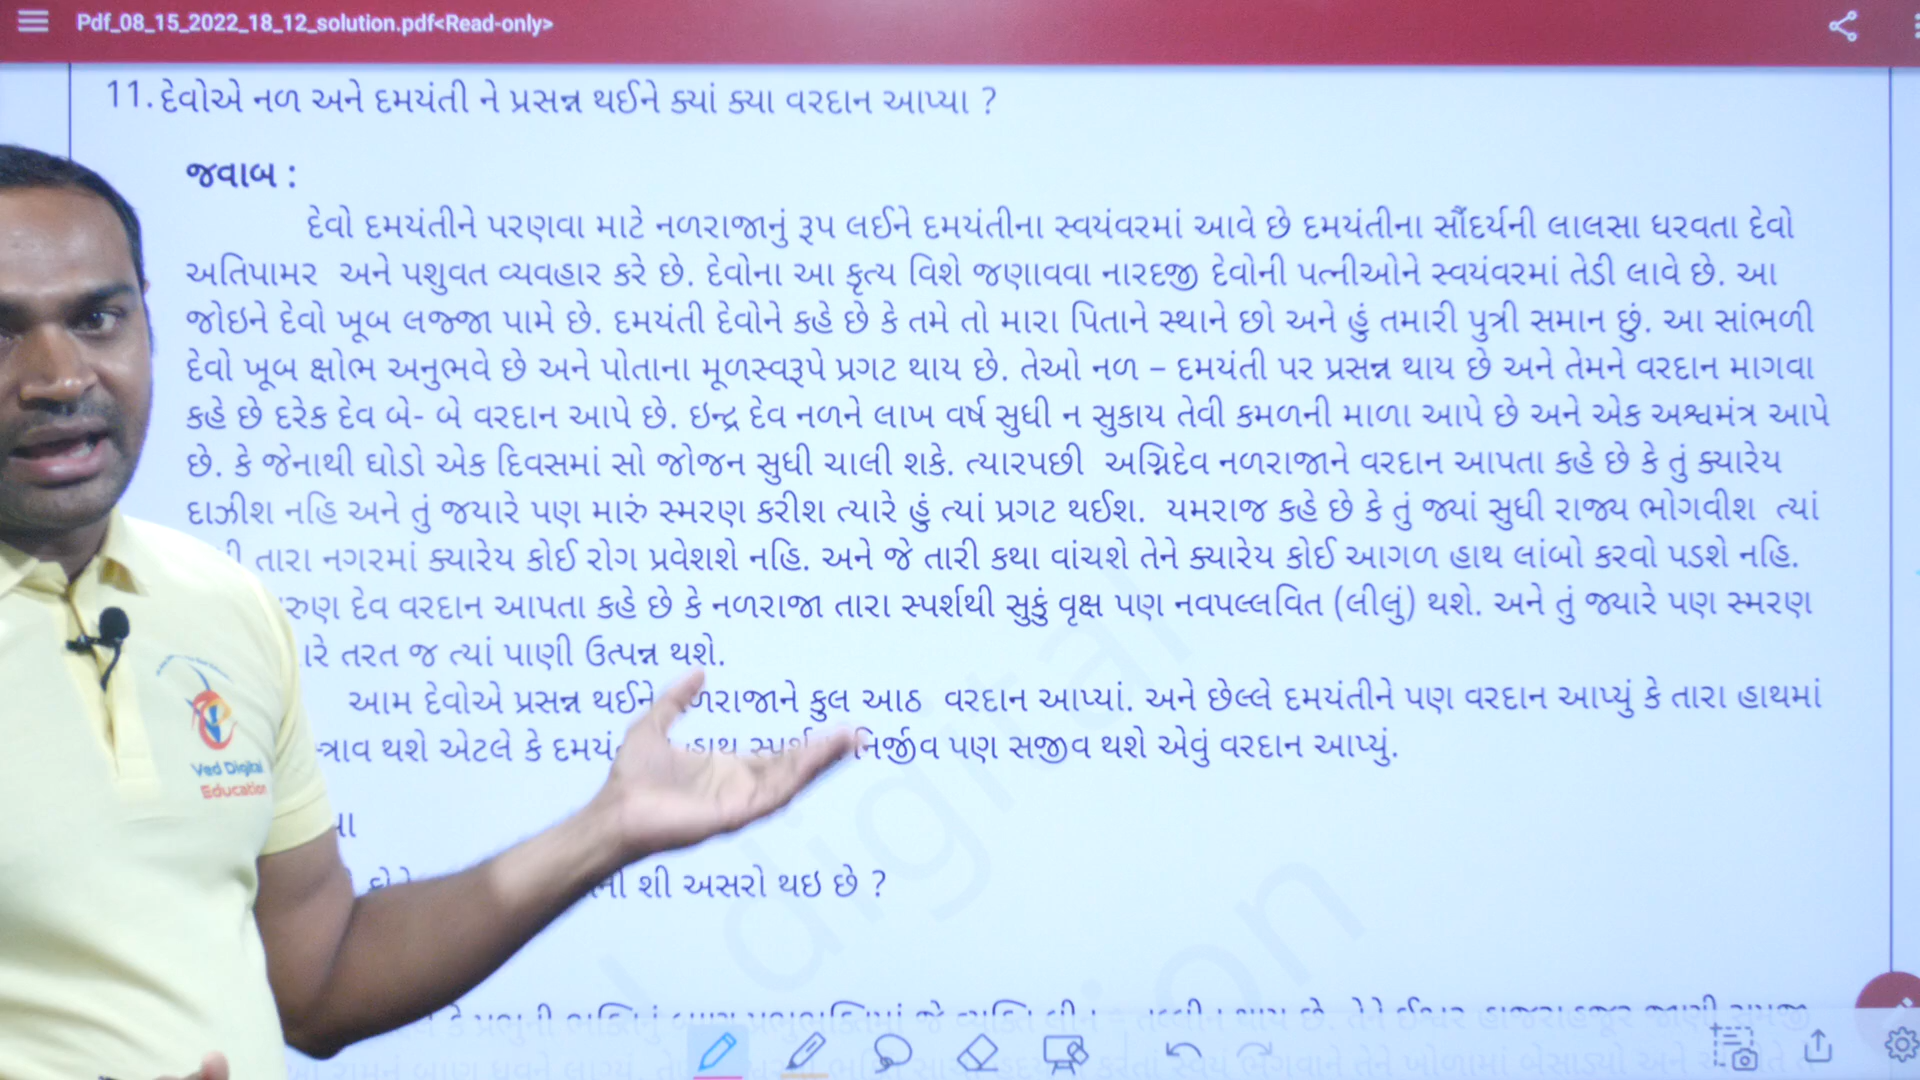 Pdf_08_15_2022_18_12_solution.pdf<Read-only>
11. દેવોએ નળ અને દમયંતી ને પ્રસન્ન થઈને ક્યાં ક્યા વરદાન આપ્યા ?
જવાબ :
દેવો દમયંતીને પરણવા માટે નળરાજાનું રૂપ લઈને દમયંતીના સ્વયંવરમાં આવે છે દમયંતીના સૌંદર્યની લાલસા ધરવતા દેવો
અતિપામર અને પશુવત વ્યવહાર કરે છે. દેવોના આ કૃત્ય વિશે જણાવવા નારદજી દેવોની પત્નીઓને સ્વયંવરમાં તેડી લાવે છે. આ
જોઇને દેવો ખૂબ લજ્જા પામે છે. દમયંતી દેવોને કહે છે કે તમે તો મારા પિતાને સ્થાને છો અને હું તમારી પુત્રી સમાન છું. આ સાંભળી
દેવો ખૂબ ક્ષોભ અનુભવે છે અને પોતાના મૂળસ્વરૂપે પ્રગટ થાય છે. તેઓ નળ – દમયંતી પર પ્રસન્ન થાય છે અને તેમને વરદાન માગવા
કહે છે દરેક દેવ બે- બે વરદાન આપે છે. ઇન્દ્ર દેવ નળને લાખ વર્ષ સુધી ન સુકાય તેવી કમળની માળા આપે છે અને એક અશ્વમંત્ર આપે
છે. કે જેનાથી ઘોડો એક દિવસમાં સો જોજન સુધી ચાલી શકે. ત્યારપછી અગ્નિદેવ નળરાજાને વરદાન આપતા કહે છે કે તું ક્યારેય
દાઝીશ નહિ અને તું જયારે પણ મારું સ્મરણ કરીશ ત્યારે હું ત્યાં પ્રગટ થઈશ. યમરાજ કહે છે કે તું જ્યાં સુધી રાજ્ય ભોગવીશ ત્યાં
તારા નગરમાં ક્યારેય કોઈ રોગ પ્રવેશશે નહિ. અને જે તારી કથા વાંચશે તેને ક્યારેય કોઈ આગળ હાથ લાંબો કરવો પડશે નહિ.
દેવ વરદાન આપતા કહે છે કે નળરાજા તારા સ્પર્શથી સુકું વૃક્ષ પણ નવપલ્લવિત (લીલું) થશે. અને તું જ્યારે પણ સ્મરણ
તરત જ ત્યાં પાણી ઉત્પન્ન થશે.
આમ દેવોએ પ્રસન્ન થઈને કુલ આઠ વરદાન આપ્યાં. અને છેલ્લે દમયંતીને પણ વરદાન આપ્યું કે તારા હાથમાં
થશે એટલે કે નિર્જીવ પણ સજીવ થશે એવું વરદાન આપ્યું.
શી અસરો થઇ છે ?
Ved Digital
Education
digital